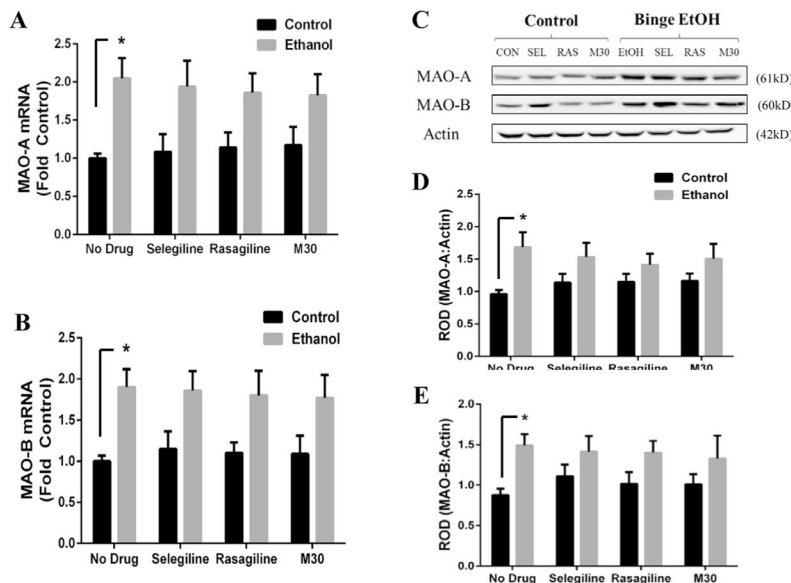 A
Control
Ethanol
*
MAO-A mRNA
(Fold Control)
2.5
2.0
1.5
1.0
0.5
0.0
No Drug Selegiline Rasagiline M30
B
Control
Ethanol
*
MAO-B mRNA
(Fold Control)
2.5
2.0
1.5
1.0
0.5
0.0
No Drug Selegiline Rasagiline M30
C
Control Binge EtOH
CON SEL RAS M30 EtOH SEL RAS M30
MAO-A (61kD)
MAO-B (60kD)
Actin (42kD)
D
Control
Ethanol
*
ROD (MAO-A:Actin)
2.5
2.0
1.5
1.0
0.5
0.0
No Drug Selegiline Rasagiline M30
E
*
ROD (MAO-B:Actin)
2.0
1.5
1.0
0.5
0.0
No Drug Selegiline Rasagiline M30